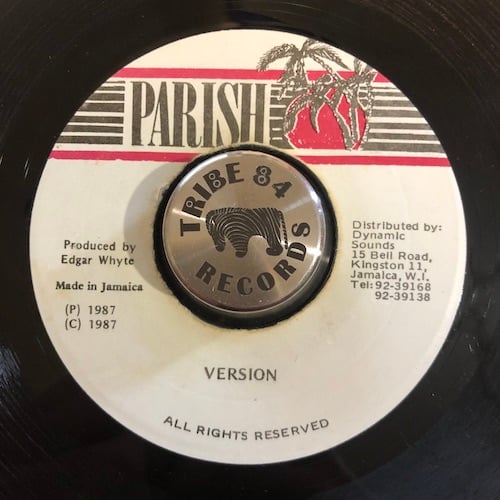 PARISH
TRIBE 84
RECORDS
Produced by
Edgar Whyte
Made in Jamaica
(P) 1987
(C) 1987
Distributed by:
Dynamic
Sounds
15 Bell Road,
Kingston 11,
Jamaica, W.I.
Tel: 92-39168
92-39138
VERSION
ALL RIGHTS RESERVED